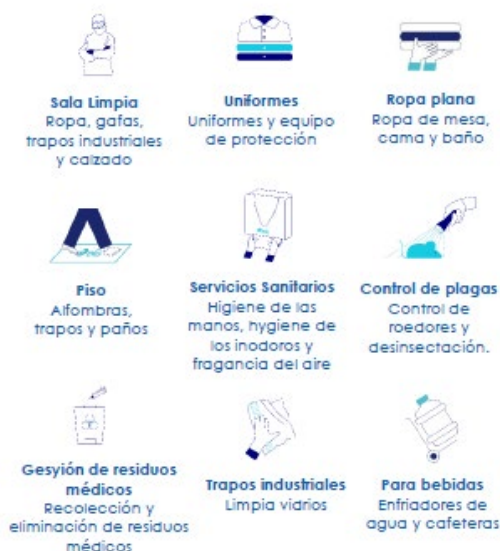 Sala Limpia
Ropa, gafas,
trapos industriales
y calzado
Uniformes
Uniformes y equipo
de protección
Ropa plana
Ropa de mesa,
cama y baño
Piso
Alfombras,
trapos y paños
Servicios Sanitarios
Higiene de las
manos, hygiene de
los inodoros y
fragancia del aire
Control de plagas
Control de
roedores y
desinsectación.
Gesyión de residuos
médicos
Recolección y
eliminación de residuos
médicos
Trapos industriales
Limpia vidrios
Para bebidas
Enfriadores de
agua y cafeteras